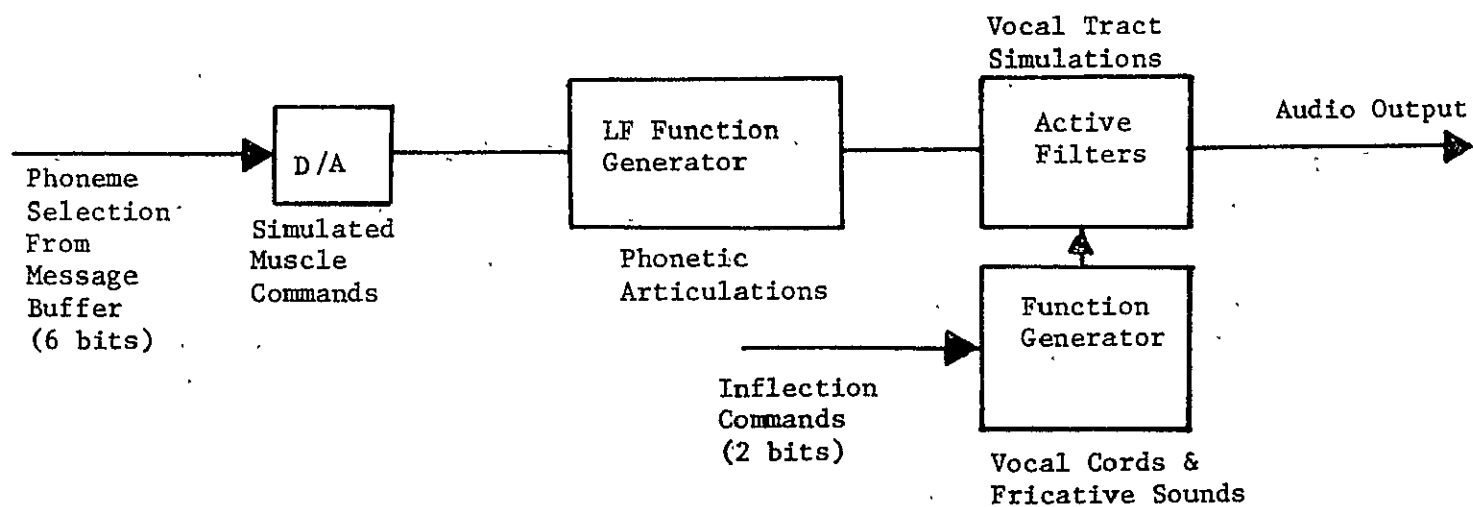 Vocal Tract
Simulations
Audio Output
LF Function
Generator
Active
Filters
D/A
Phoneme
Selection
From
Message
Buffer
(6 bits)
Simulated
Muscle
Commands
Phonetic
Articulations
Function
Generator
Inflection
Commands
(2 bits)
Vocal Cords &
Fricative Sounds